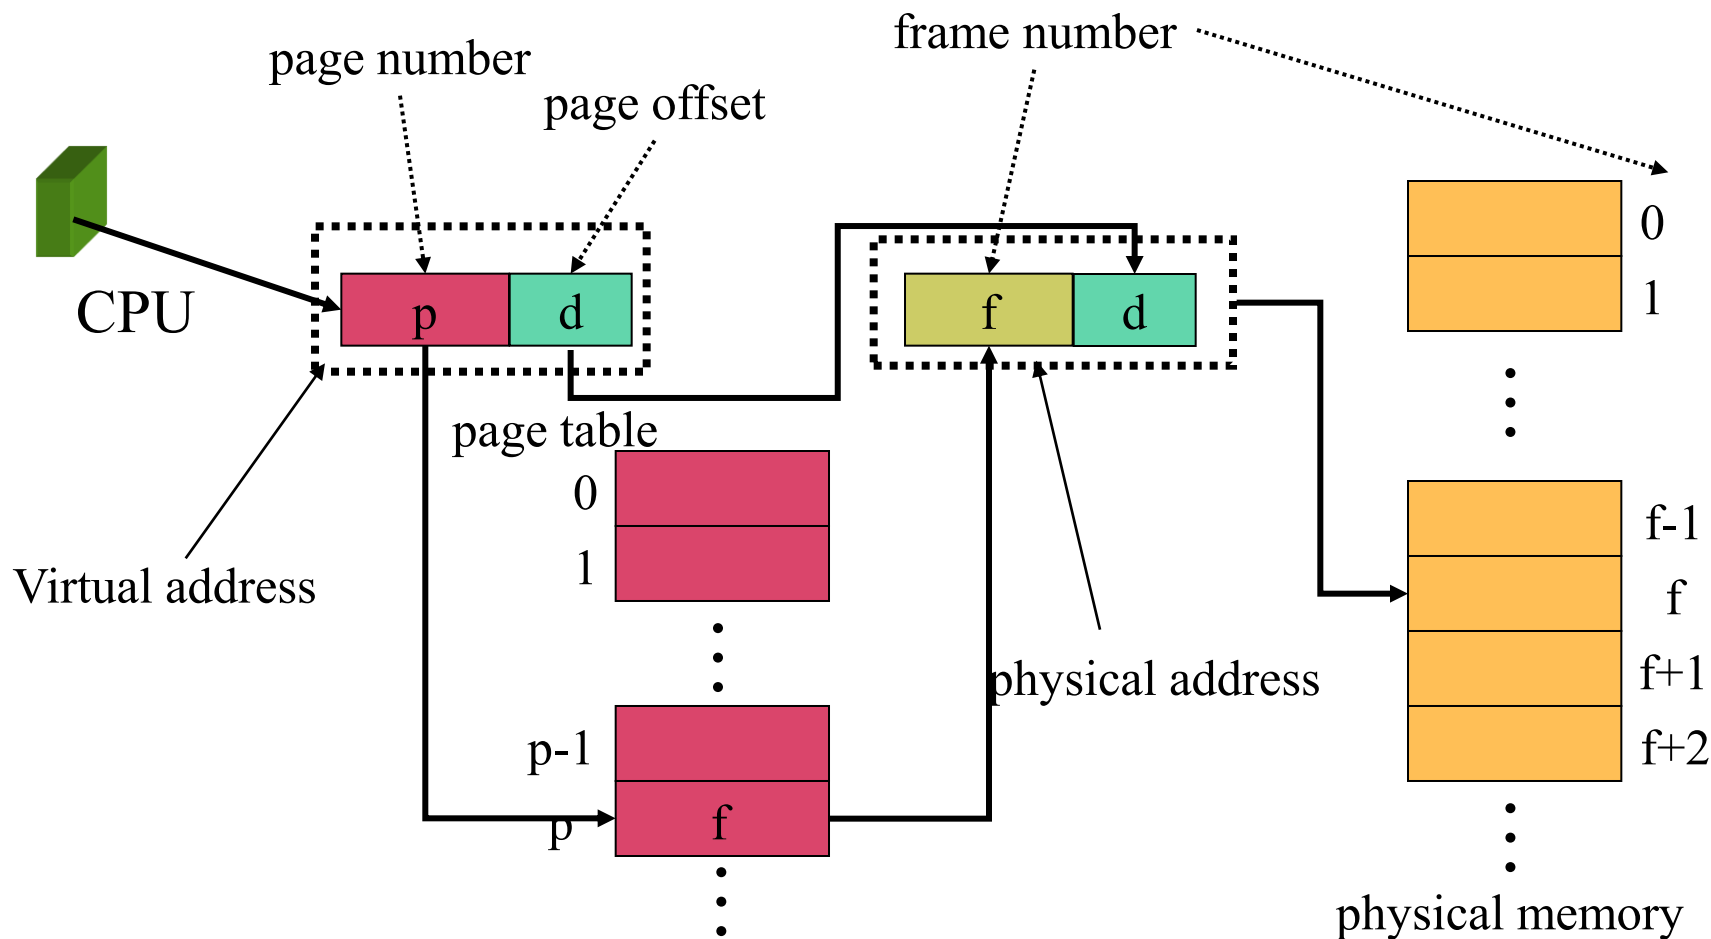 frame number
page number
page offset
0
CPU
p
d
f
d
1
page table
0
f-1
1
Virtual address
f
physical address
f+1
p-1
f+2
p
f
physical memory